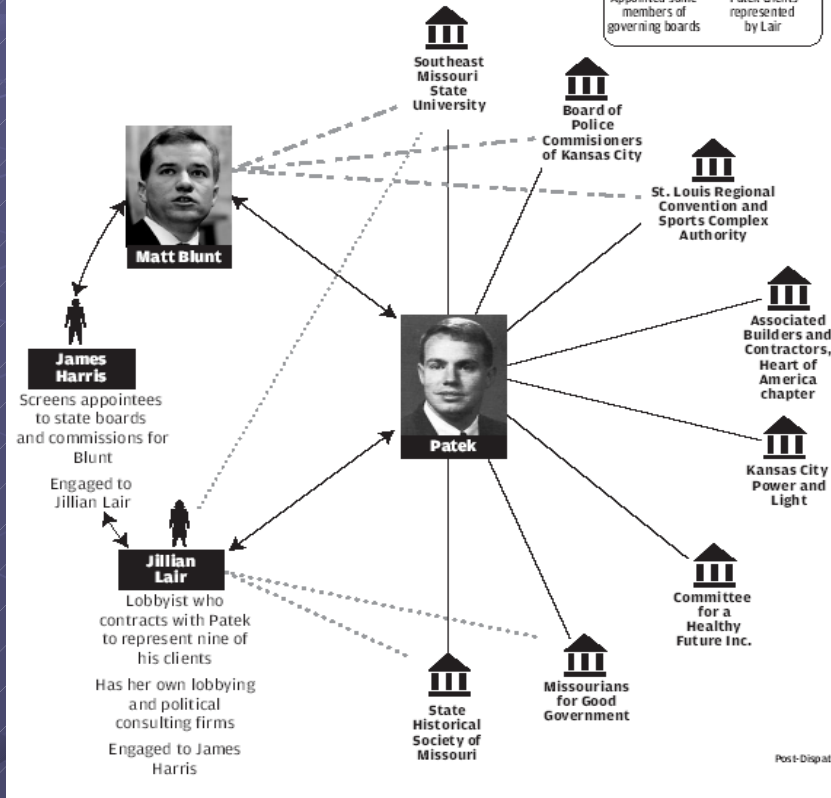 members of
governing boards
represented
by Lair
Southeast
Missouri
State
University
Board of
Police
Commisioners
of Kansas City
St. Louis Regional
Convention and
Sports Complex
Authority
Matt Blunt
James
Harris
Screens appointees
to state boards
and commissions for
Blunt
Engaged to
Jillian Lair
Patek
Associated
Builders and
Contractors,
Heart of
America
chapter
Kansas City
Power and
Light
Jillian
Lair
Lobbyist who
contracts with Patek
to represent nine of
his clients
Has her own lobbying
and political
consulting firms
Engaged to James
Harris
Committee
for a
Healthy
Future Inc.
Missourians
for Good
Government
State
Historical
Society of
Missouri
Post-Dispat